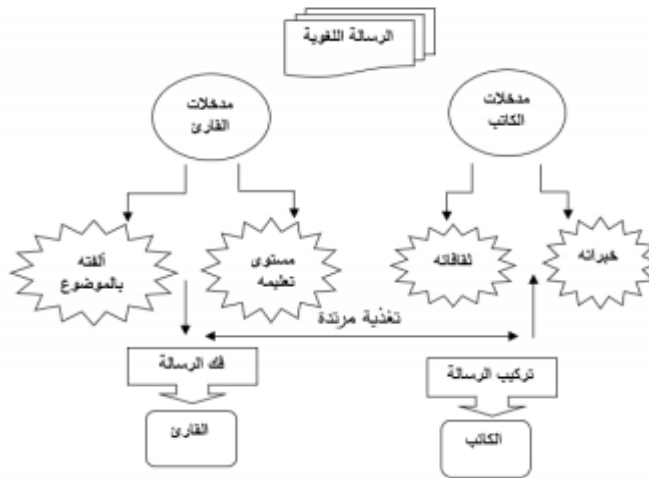 الرسالة اللغوية
مدخلات
الكاتب
مدخلات
القارئ
خبراته
ثقافاته
مستوى
تعليمه
ألفته
بالموضوع
تغذية مرتدة
تركيب الرسالة
فك الرسالة
الكاتب
القارئ